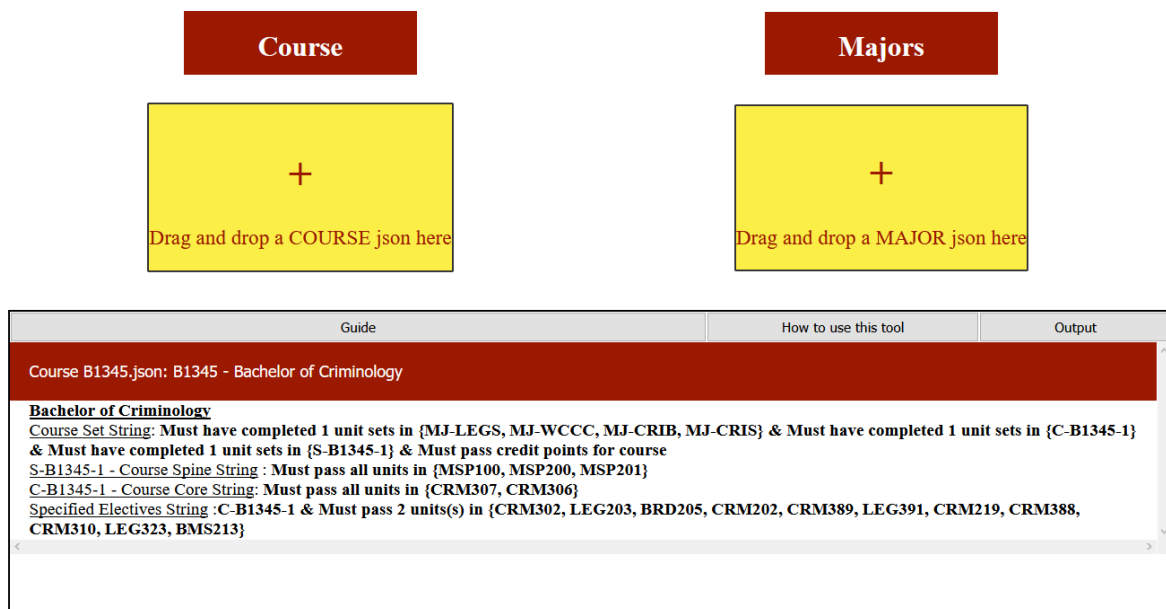 Course
Majors
+
+
Drag and drop a COURSE json here
Drag and drop a MAJOR json here
Guide
How to use this tool
Output
Course B1345.json: B1345 - Bachelor of Criminology
Bachelor of Criminology
Course Set String: Must have completed 1 unit sets in {MJ-LEGS, MJ-WCCC, MJ-CRIB, MJ-CRIS} & Must have completed 1 unit sets in {C-B1345-1}
& Must have completed 1 unit sets in {S-B1345-1} & Must pass credit points for course
S-B1345-1 - Course Spine String : Must pass all units in {MSP100, MSP200, MSP201}
C-B1345-1 - Course Core String: Must pass all units in {CRM307, CRM306}
Specified Electives String :C-B1345-1 & Must pass 2 units(s) in {CRM302, LEG203, BRD205, CRM202, CRM389, LEG391, CRM219, CRM388,
CRM310, LEG323, BMS213}